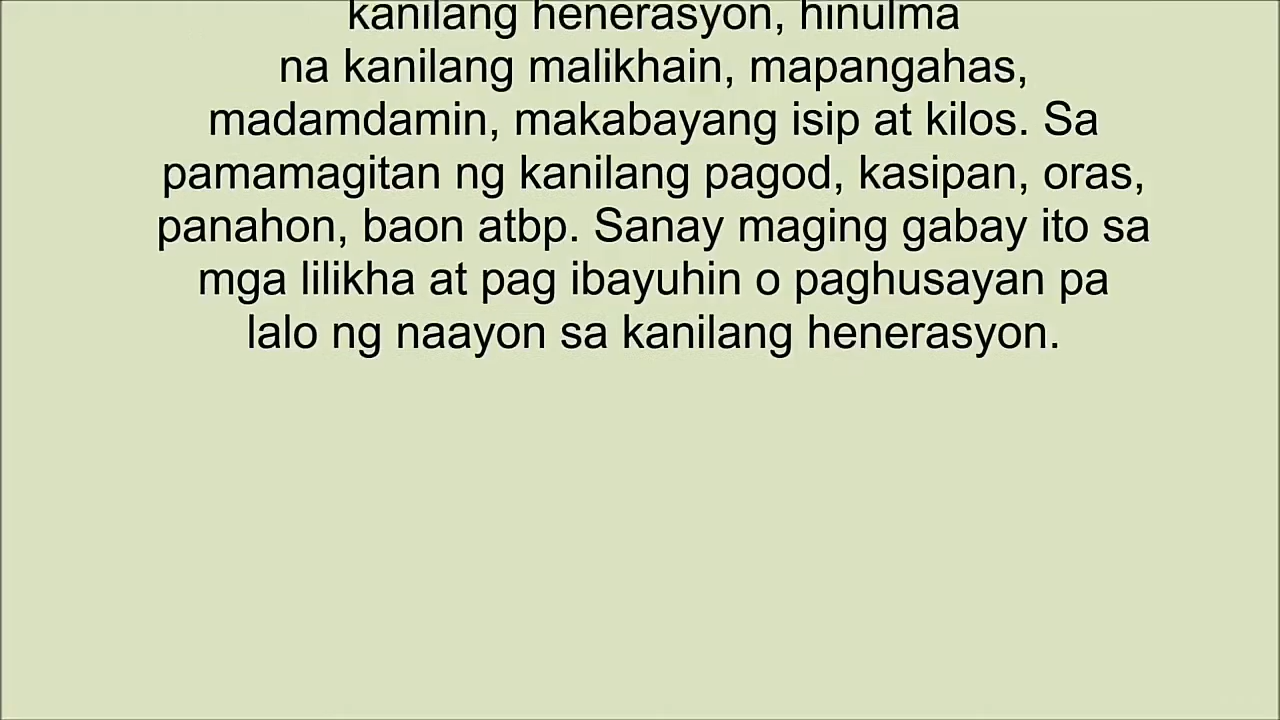 kanilang henerasyon, hinulma
na kanilang malikhain, mapangahas,
madamdamin, makabayang isip at kilos. Sa
pamamagitan ng kanilang pagod, kasipan, oras,
panahon, baon atbp. Sanay maging gabay ito sa
mga lilikha at pag ibayuhin o paghusayan pa
lalo ng naayon sa kanilang henerasyon.